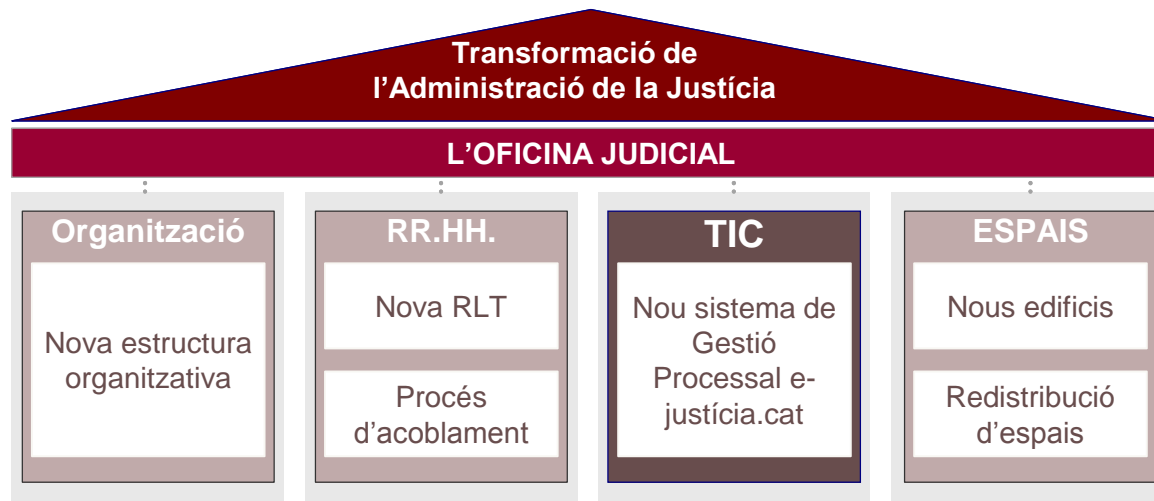 Transformació de
l'Administració de la Justícia
L'OFICINA JUDICIAL
Organització
Nova estructura
organitzativa
RR.HH.
Nova RLT
Procés
d'acoblament
TIC
Nou sistema de
Gestió
Processal e-
justícia.cat
ESPAIS
Nous edificis
Redistribució
d'espais